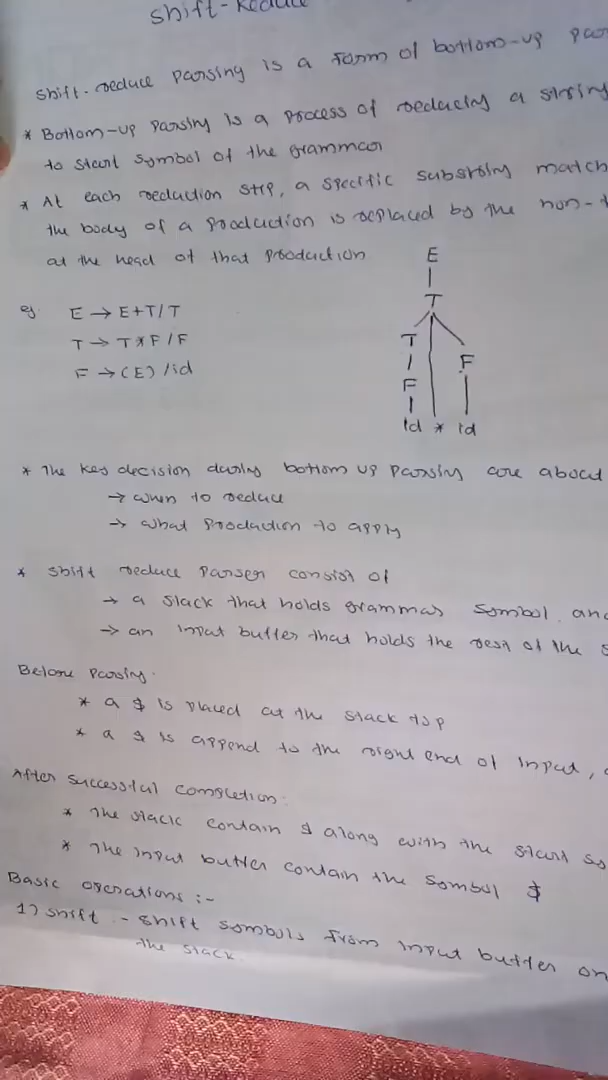 Shift-Reduce
Shift-reduce parsing is a form of bottom-up par
* Bottom-up parsing is a process of reducing a string
to start symbol of the grammar
* At each reduction step, a specific substring match
the body of a production is replaced by the non-t
at the head of that production
eg. E → E+T/T
T → T*F/F
F → (E)/id
E
T
T F
F
id * id
* The key decision during bottom up parsing are about
→ when to reduce
→ what production to apply
* Shift reduce parser consist of
→ a stack that holds grammar symbol and
→ an input buffer that holds the rest of the s
Before parsing.
* a $ is placed at the stack top
* a $ is append to the right end of input,
After successful completion:
* The stack contain $ along with the start sy
* The input buffer contain the symbol $
Basic operations :-
1) shift - shift symbols from input buffer on
the stack.